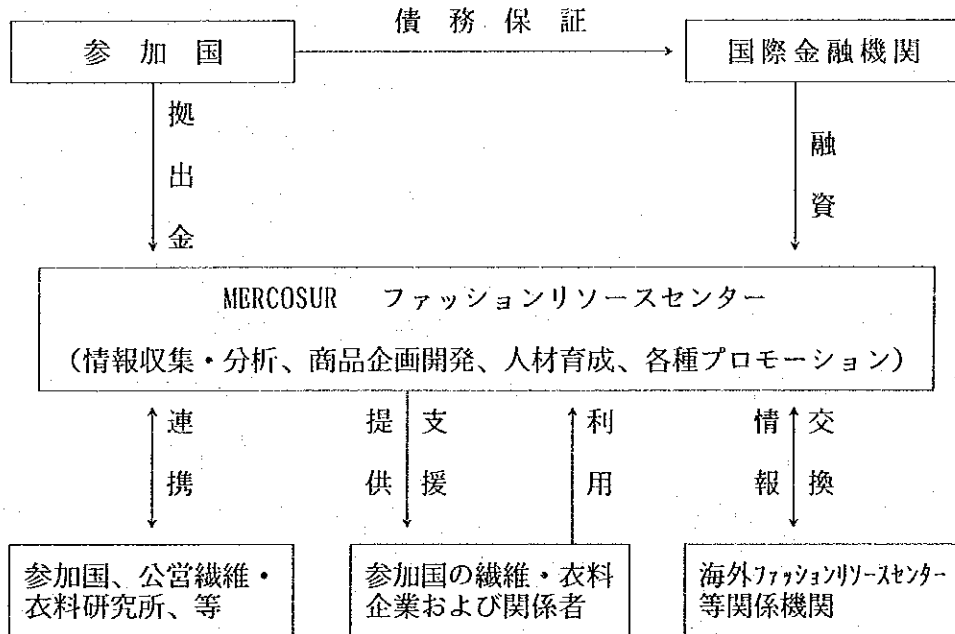 債務保証
参加国
国際金融機関
拠出金
融資
MERCOSUR ファッションリソースセンター
(情報収集・分析、商品企画開発、人材育成、各種プロモーション)
連携
提供
支援
利用
情報
交換
参加国、公営繊維・
衣料研究所、等
参加国の繊維・衣料
企業および関係者
海外ファッションリソースセンター
等関係機関